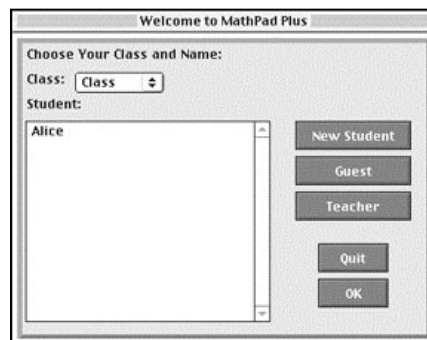 Welcome to MathPad Plus
Choose Your Class and Name:
Class: Class
Student:
Alice
New Student
Guest
Teacher
Quit
OK